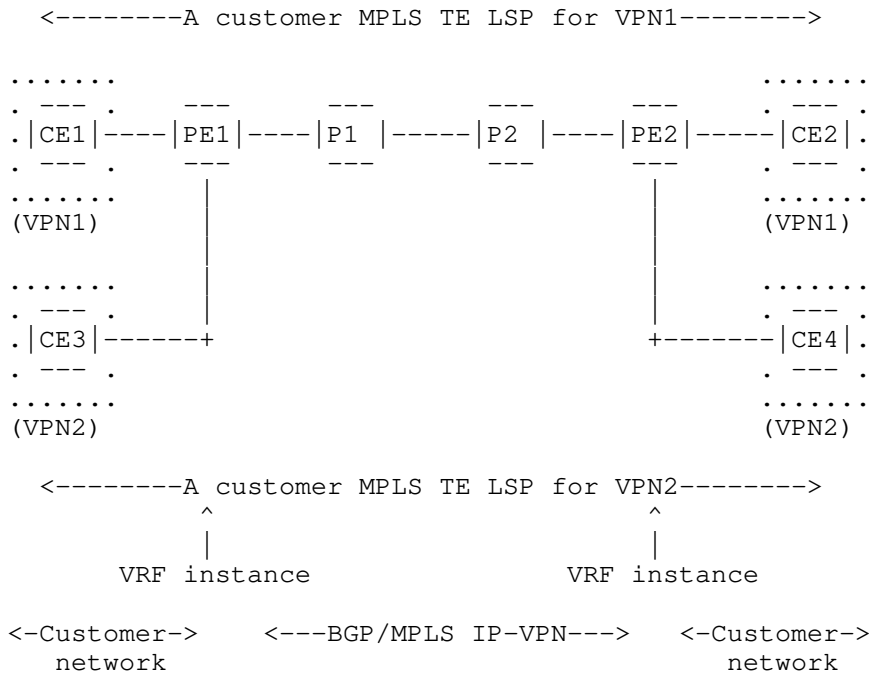 <--------A customer MPLS TE LSP for VPN1-------->
.......                                     .......
. --- .    ---      ---       ---      ---     . --- .
.|CE1|----|PE1|----|P1 |-----|P2 |----|PE2|-----|CE2|.
. --- .    ---      ---       ---      ---     . --- .
.......     |                          |    .......
(VPN1)      |                          |    (VPN1)
|                          |
.......     |                          |    .......
. --- .     |                          |    . --- .
.|CE3|------+                          +-------|CE4|.
. --- .                                     . --- .
.......                                     .......
(VPN2)                                      (VPN2)
<--------A customer MPLS TE LSP for VPN2-------->
^                          ^
|                          |
VRF instance               VRF instance
<-Customer->    <---BGP/MPLS IP-VPN--->   <-Customer->
network                                     network